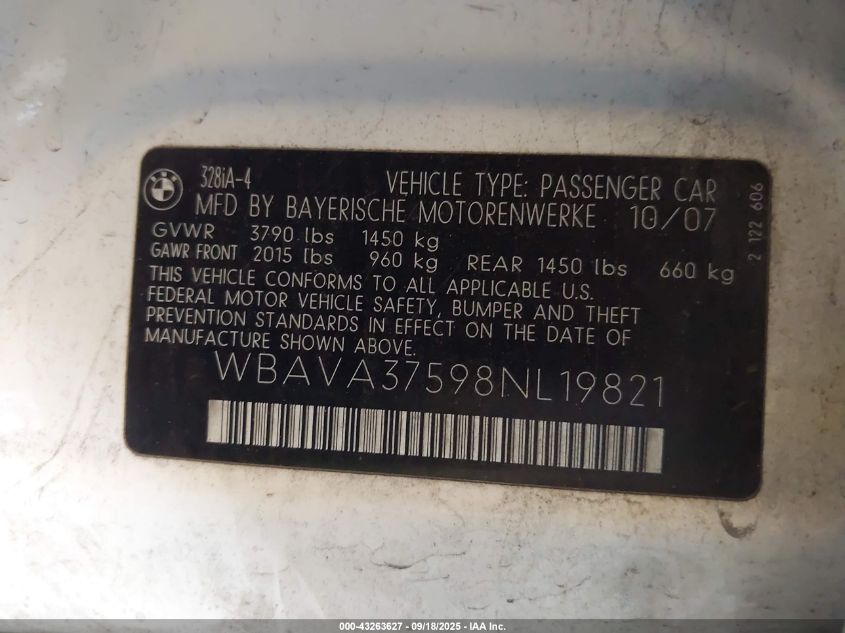 BMW
328iA-4
VEHICLE TYPE: PASSENGER CAR
MFD BY BAYERISCHE MOTORENWERKE 10/07
GVWR 3790 lbs 1450 kg
GAWR FRONT 2015 lbs 960 kg REAR 1450 lbs 660 kg
THIS VEHICLE CONFORMS TO ALL APPLICABLE U.S.
FEDERAL MOTOR VEHICLE SAFETY, BUMPER AND THEFT
PREVENTION STANDARDS IN EFFECT ON THE DATE OF
MANUFACTURE SHOWN ABOVE.
WBAVA37598NL19821
2 122 606
000-43263627 - 09/18/2025 - IAA Inc.